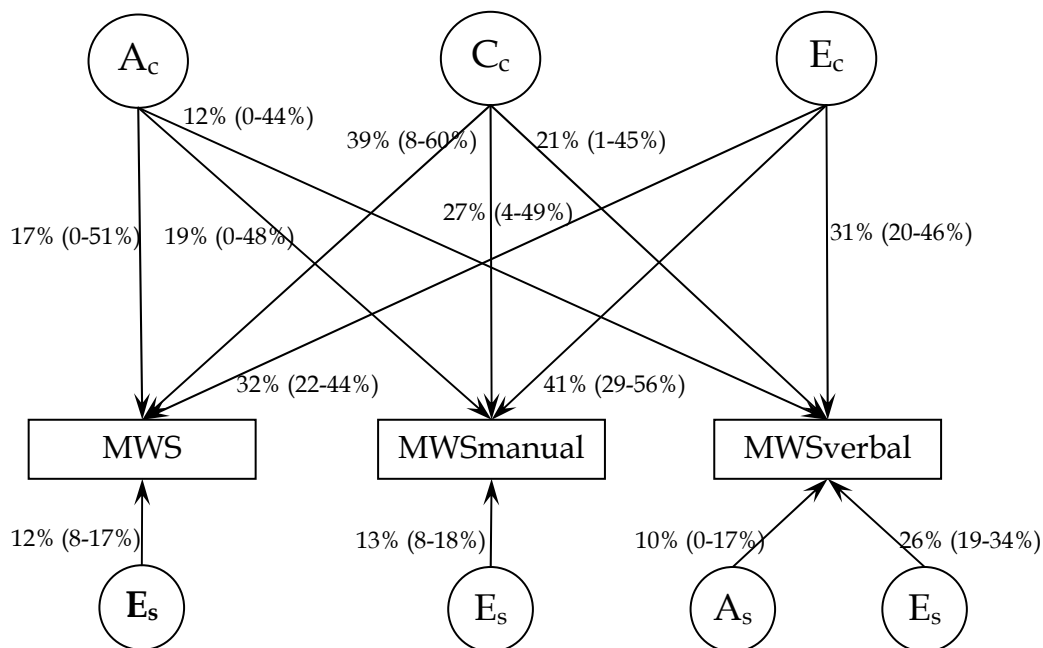 Ac
Cc
Ec
12% (0-44%)
39% (8-60%)
21% (1-45%)
27% (4-49%)
17% (0-51%)
19% (0-48%)
31% (20-46%)
32% (22-44%)
41% (29-56%)
MWS
MWSmanual
MWSverbal
12% (8-17%)
13% (8-18%)
10% (0-17%)
26% (19-34%)
Es
Es
As
Es